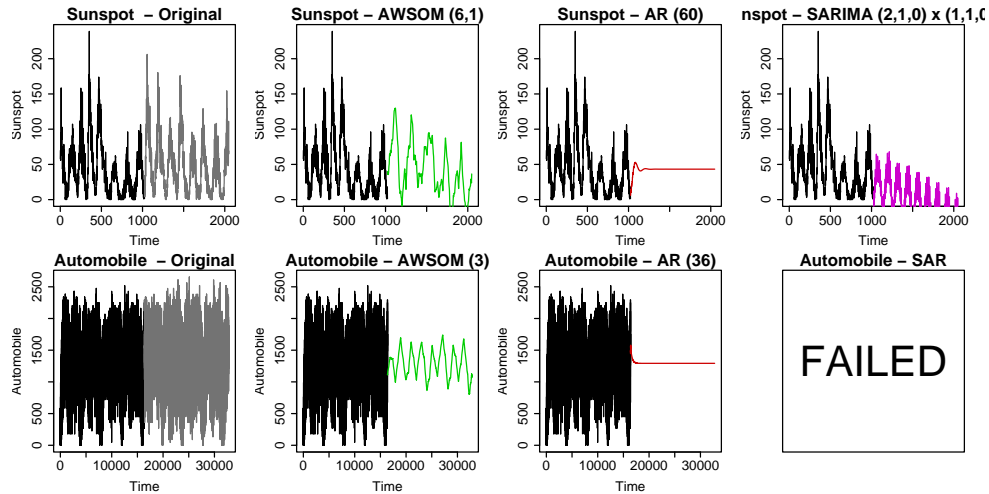 Sunspot – Original
Sunspot
0 50 100 150 200
0 500 1000 2000
Time
Sunspot – AWSOM (6,1)
Sunspot
0 50 100 150 200
0 500 1000 2000
Time
Sunspot – AR (60)
Sunspot
0 50 100 150 200
0 500 1000 2000
Time
nspot – SARIMA (2,1,0) x (1,1,0
Sunspot
0 50 100 150 200
0 500 1000 2000
Time
Automobile – Original
Automobile
0 500 1500 2500
0 10000 20000 30000
Time
Automobile – AWSOM (3)
Automobile
0 500 1500 2500
0 10000 20000 30000
Time
Automobile – AR (36)
Automobile
0 500 1500 2500
0 10000 20000 30000
Time
Automobile – SAR
FAILED